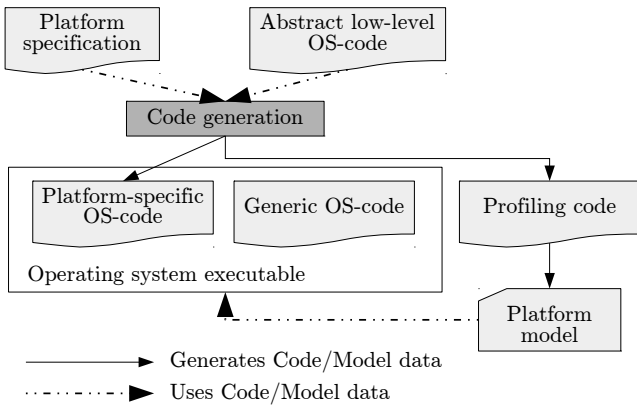 Platform
specification
Abstract low-level
OS-code
Code generation
Platform-specific
OS-code
Generic OS-code
Profiling code
Operating system executable
Platform
model
Generates Code/Model data
Uses Code/Model data